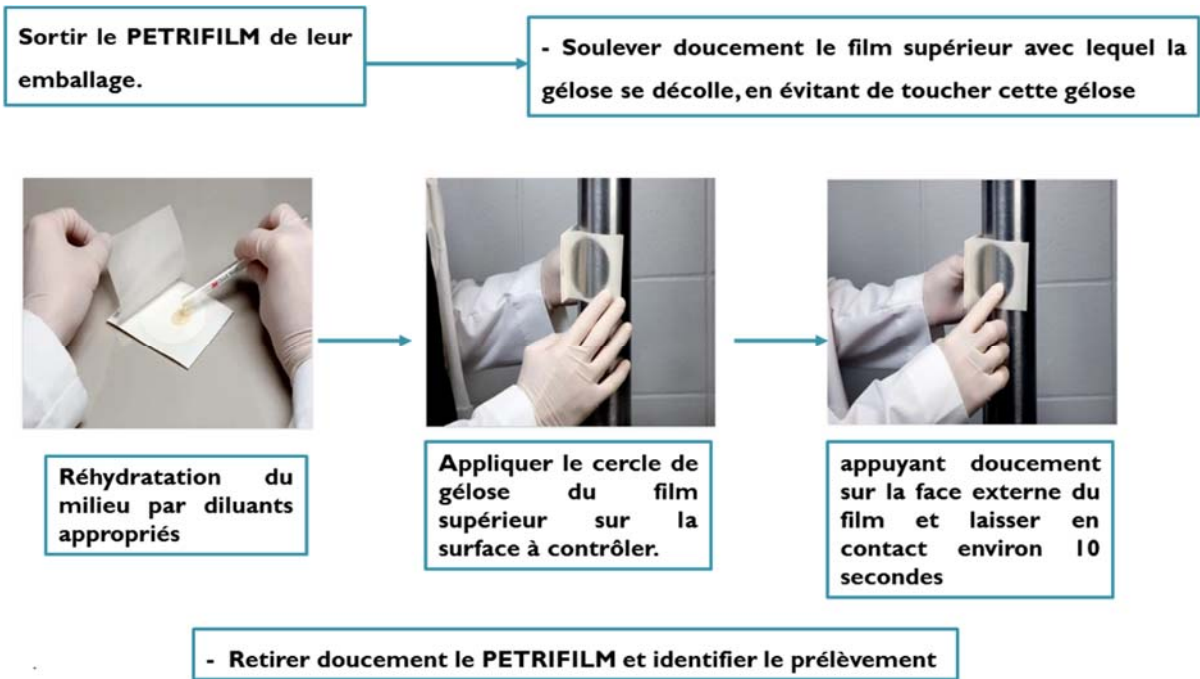 Sortir le PETRIFILM de leur
emballage.
- Soulever doucement le film supérieur avec lequel la
gélose se décolle, en évitant de toucher cette gélose
Réhydratation du
milieu par diluants
appropriés
Appliquer le cercle de
gélose du film
supérieur sur la
surface à contrôler.
appuyant doucement
sur la face externe du
film et laisser en
contact environ 10
secondes
- Retirer doucement le PETRIFILM et identifier le prélèvement